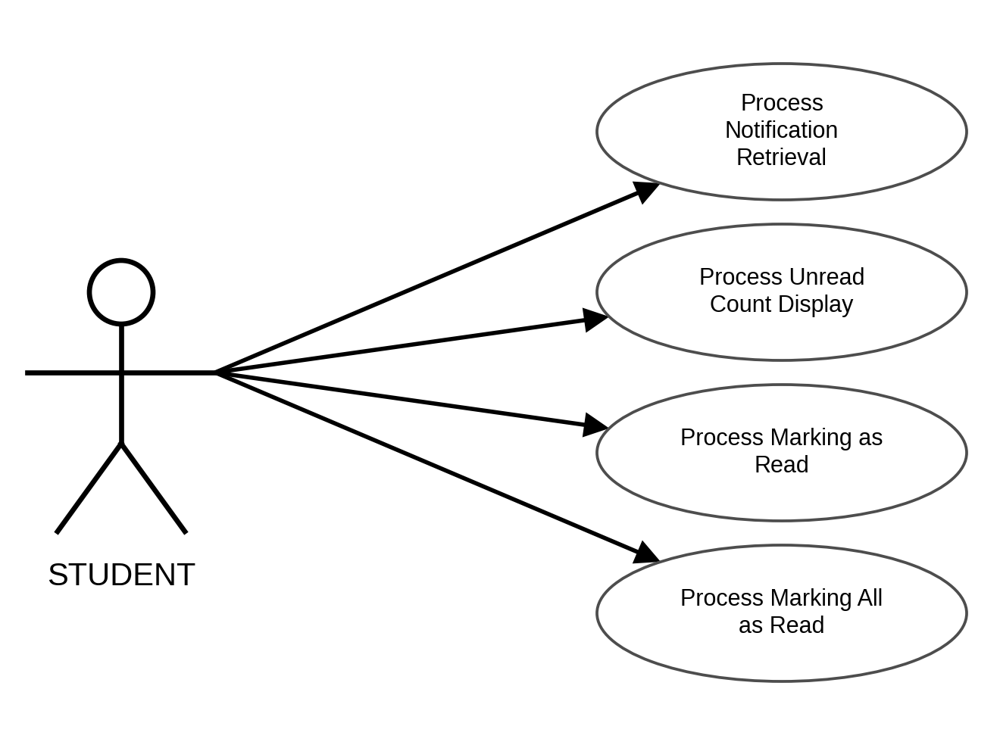 Process
Notification
Retrieval
Process Unread
Count Display
Process Marking as
Read
STUDENT
Process Marking All
as Read